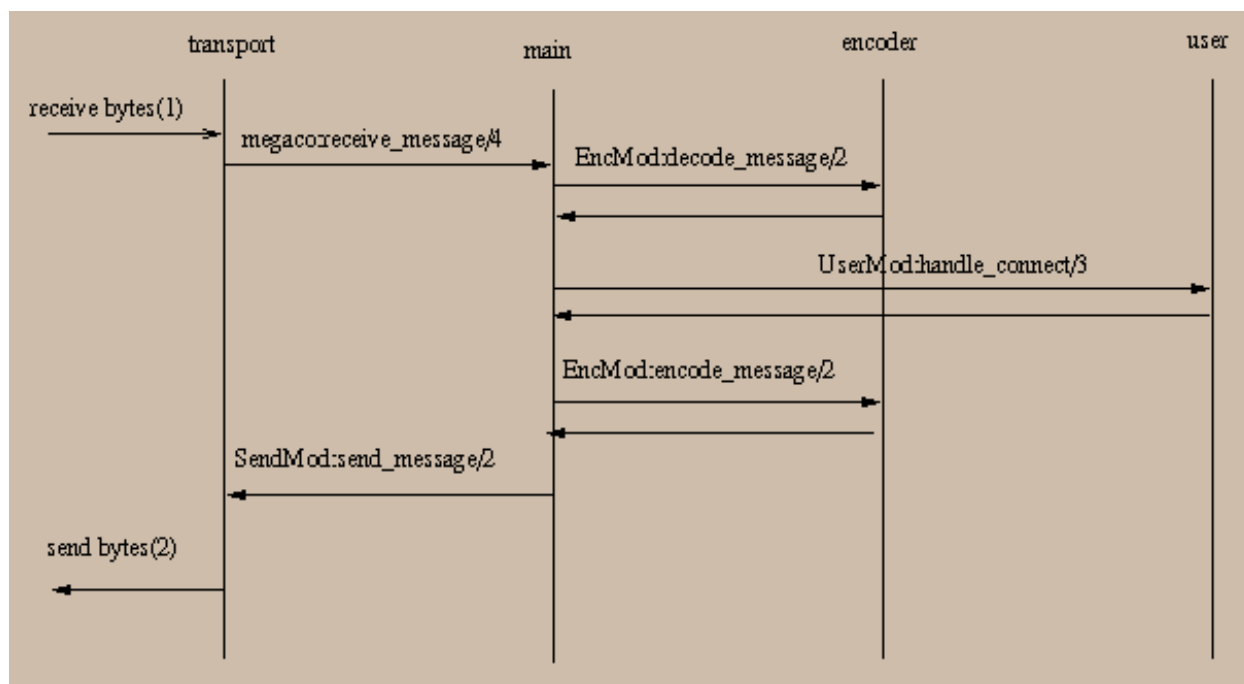 transport
main
encoder
user
receive bytes(1)
megaco:receive_message/4
EncMod:decode_message/2
UserMod:handle_connect/3
EncMod:encode_message/2
SendMod:send_message/2
send bytes(2)